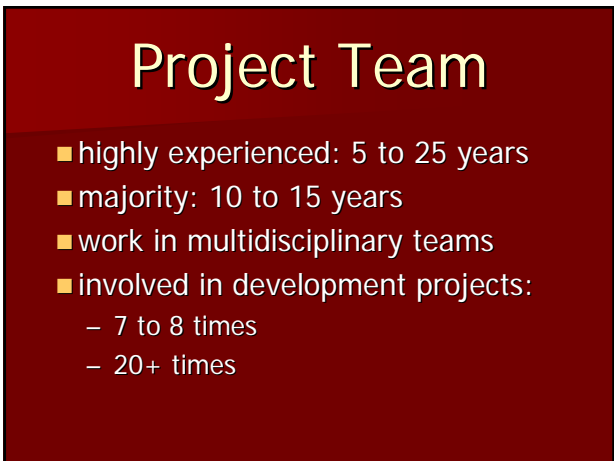 Project Team
■ highly experienced: 5 to 25 years
■ majority: 10 to 15 years
■ work in multidisciplinary teams
■ involved in development projects:
– 7 to 8 times
– 20+ times